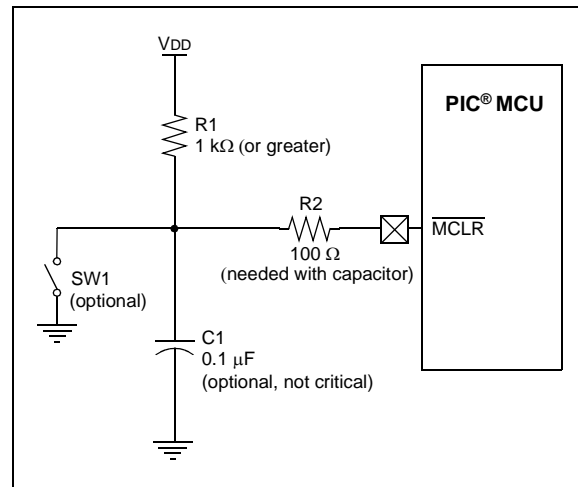 VDD
PIC® MCU
R1
1 kΩ (or greater)
R2
MCLR
100 Ω
(needed with capacitor)
SW1
(optional)
C1
0.1 μF
(optional, not critical)